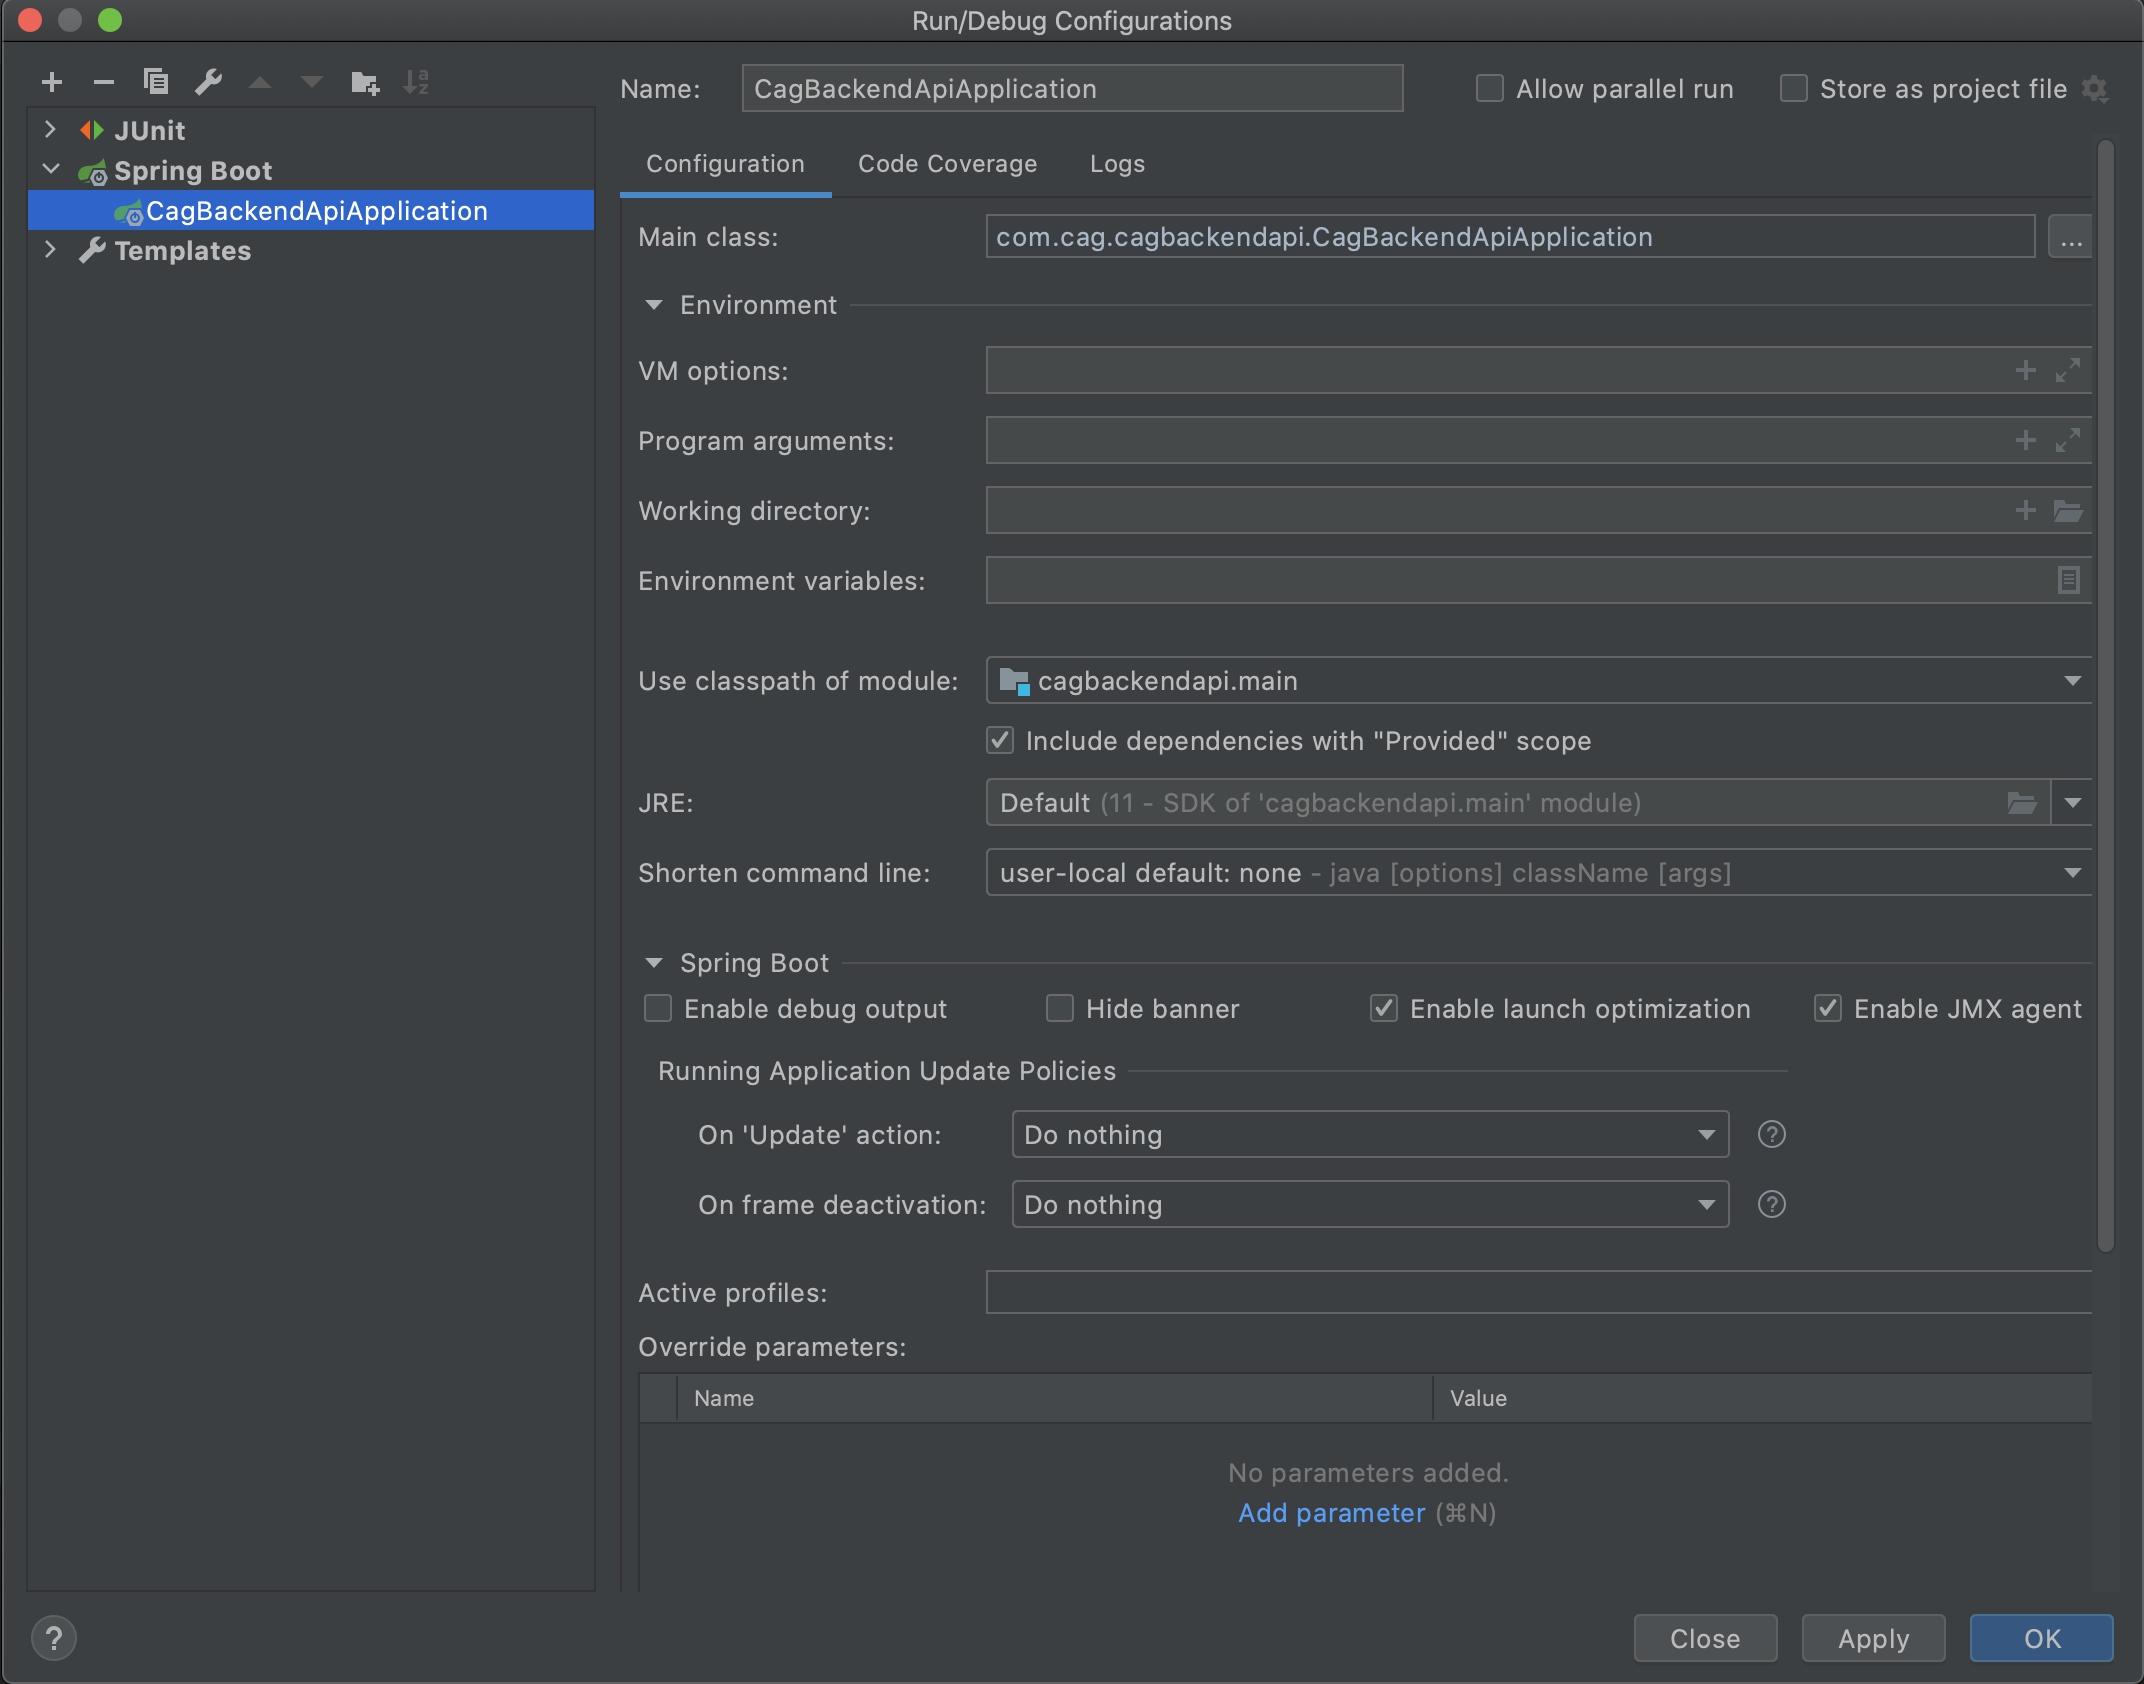 Run/Debug Configurations
Name: CagBackendApiApplication Allow parallel run Store as project file
JUnit
Spring Boot
CagBackendApiApplication
Templates
Configuration Code Coverage Logs
Main class: com.cag.cagbackendapi.CagBackendApiApplication ...
Environment
VM options:
Program arguments:
Working directory:
Environment variables:
Use classpath of module: cagbackendapi.main
Include dependencies with "Provided" scope
JRE: Default (11 - SDK of 'cagbackendapi.main' module)
Shorten command line: user-local default: none - java [options] className [args]
Spring Boot
Enable debug output Hide banner Enable launch optimization Enable JMX agent
Running Application Update Policies
On 'Update' action: Do nothing ?
On frame deactivation: Do nothing ?
Active profiles:
Override parameters:
Name Value
No parameters added.
Add parameter (⌘N)
? Close Apply OK